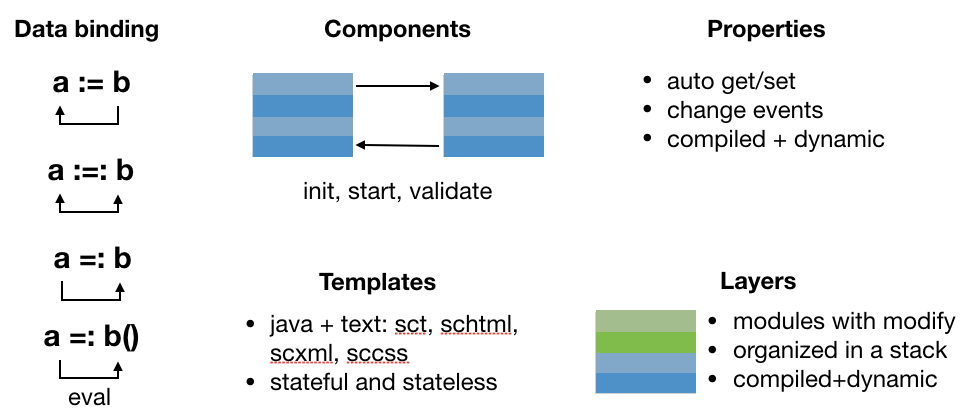 Data binding
a := b
a :=: b
a =: b
a =: b()
eval
Components
init, start, validate
Properties
• auto get/set
• change events
• compiled + dynamic
Templates
• java + text: sct, schtml,
scxml, sccss
• stateful and stateless
Layers
• modules with modify
• organized in a stack
• compiled+dynamic